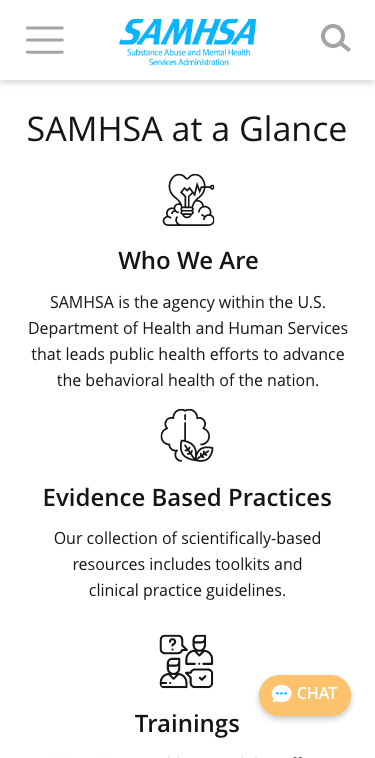 SAMHSA
Substance Abuse and Mental Health
Services Administration
SAMHSA at a Glance
Who We Are
SAMHSA is the agency within the U.S.
Department of Health and Human Services
that leads public health efforts to advance
the behavioral health of the nation.
Evidence Based Practices
Our collection of scientifically-based
resources includes toolkits and
clinical practice guidelines.
?
CHAT
Trainings